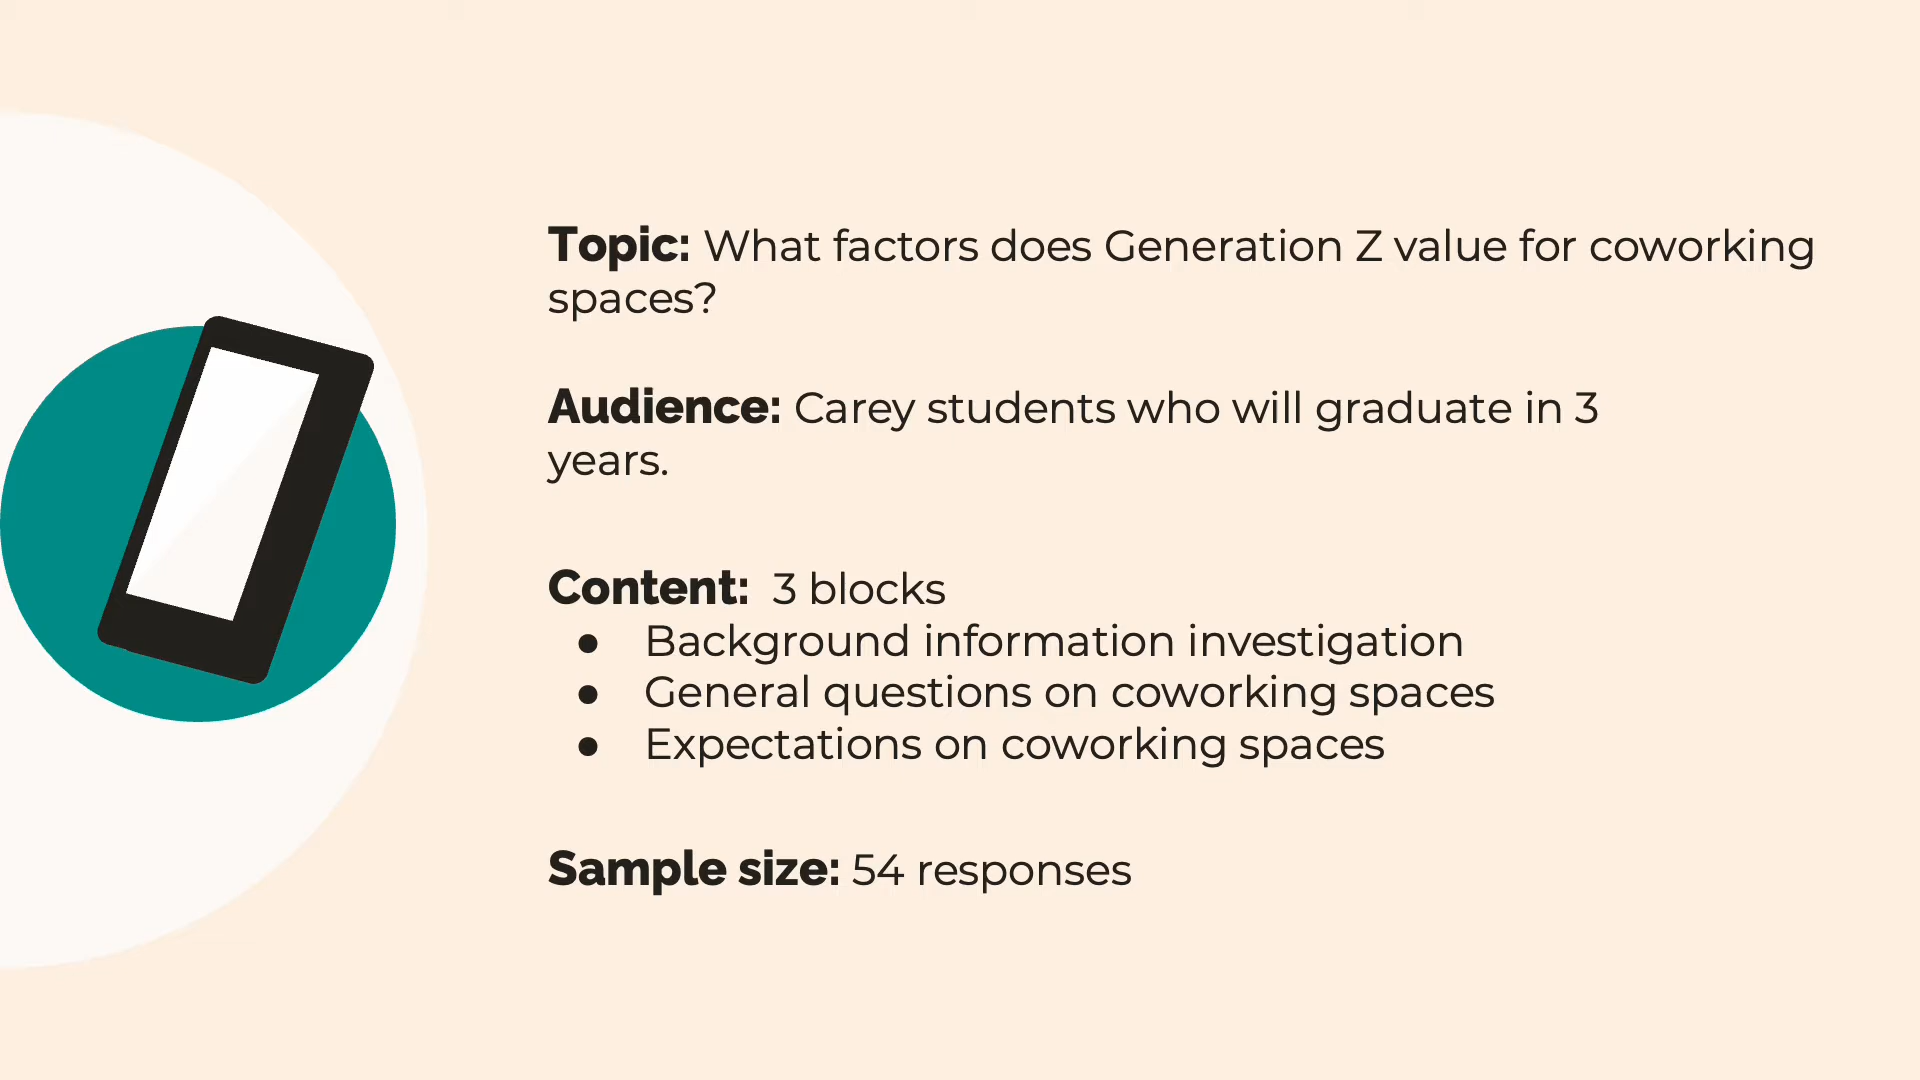 Topic: What factors does Generation Z value for coworking
spaces?
Audience: Carey students who will graduate in 3
years.
Content: 3 blocks
● Background information investigation
● General questions on coworking spaces
● Expectations on coworking spaces
Sample size: 54 responses